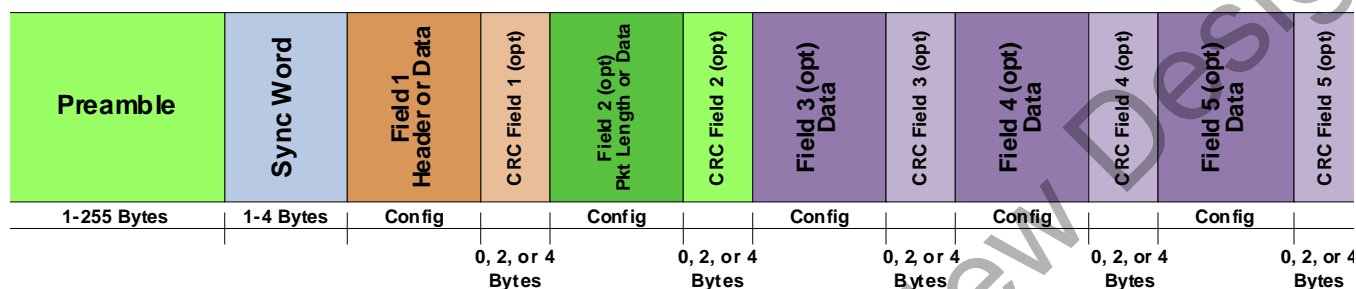 Preamble
Sync Word
Field 1
Header or Data
CRC Field 1 (opt)
Field 2 (opt)
Pkt Length or Data
CRC Field 2 (opt)
Field 3 (opt)
Data
CRC Field 3 (opt)
Field 4 (opt)
Data
CRC Field 4 (opt)
Field 5 (opt)
Data
CRC Field 5 (opt)
1-255 Bytes
1-4 Bytes
Config
Config
Config
Config
Config
0, 2, or 4
Bytes
0, 2, or 4
Bytes
0, 2, or 4
Bytes
0, 2, or 4
Bytes
0, 2, or 4
Bytes
ew Desig